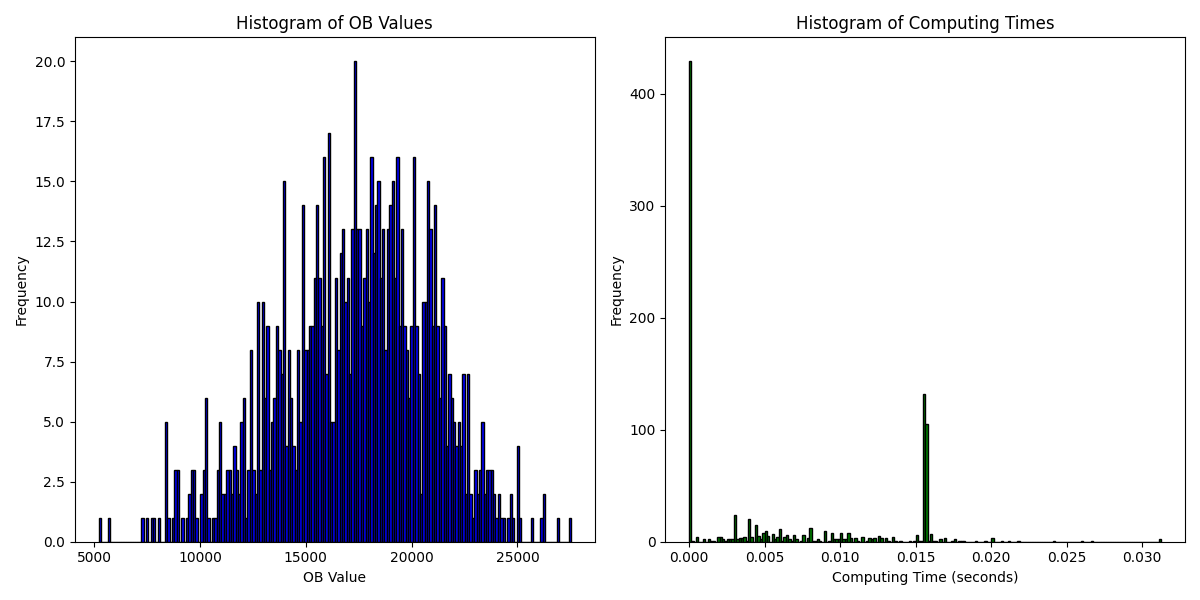 Histogram of OB Values
Frequency
20.0
17.5
15.0
12.5
10.0
7.5
5.0
2.5
0.0
5000 10000 15000 20000 25000
OB Value
Histogram of Computing Times
Frequency
400
300
200
100
0
0.000 0.005 0.010 0.015 0.020 0.025 0.030
Computing Time (seconds)